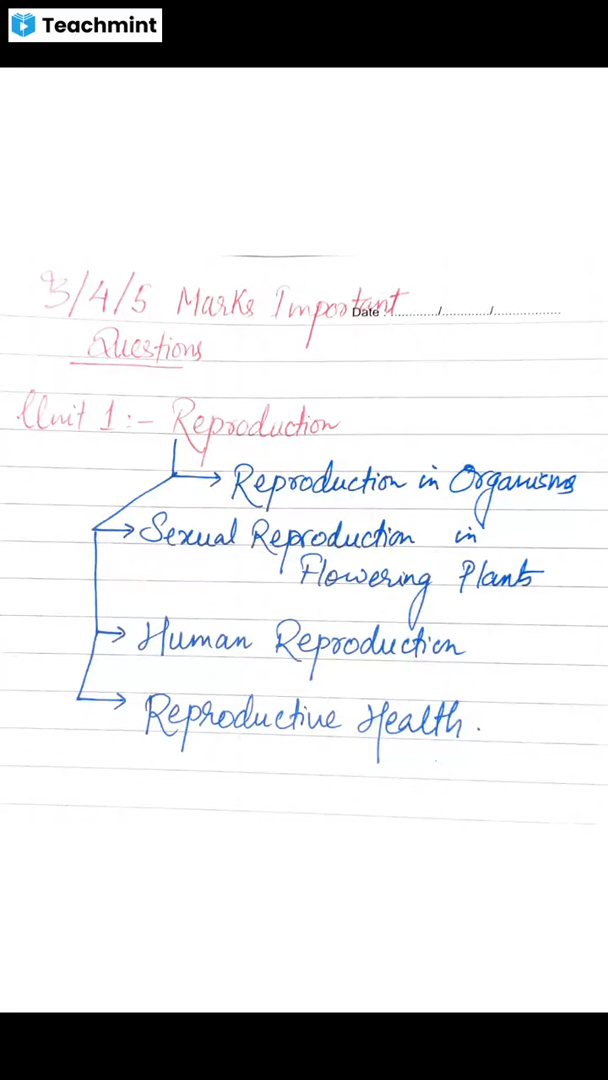 Teachmint
3/4/5 Marks Important
Date :............/............/..................
Questions
Unit 1:- Reproduction
→ Reproduction in Organisms
→ Sexual Reproduction in
Flowering Plants
→ Human Reproduction
→ Reproductive Health.